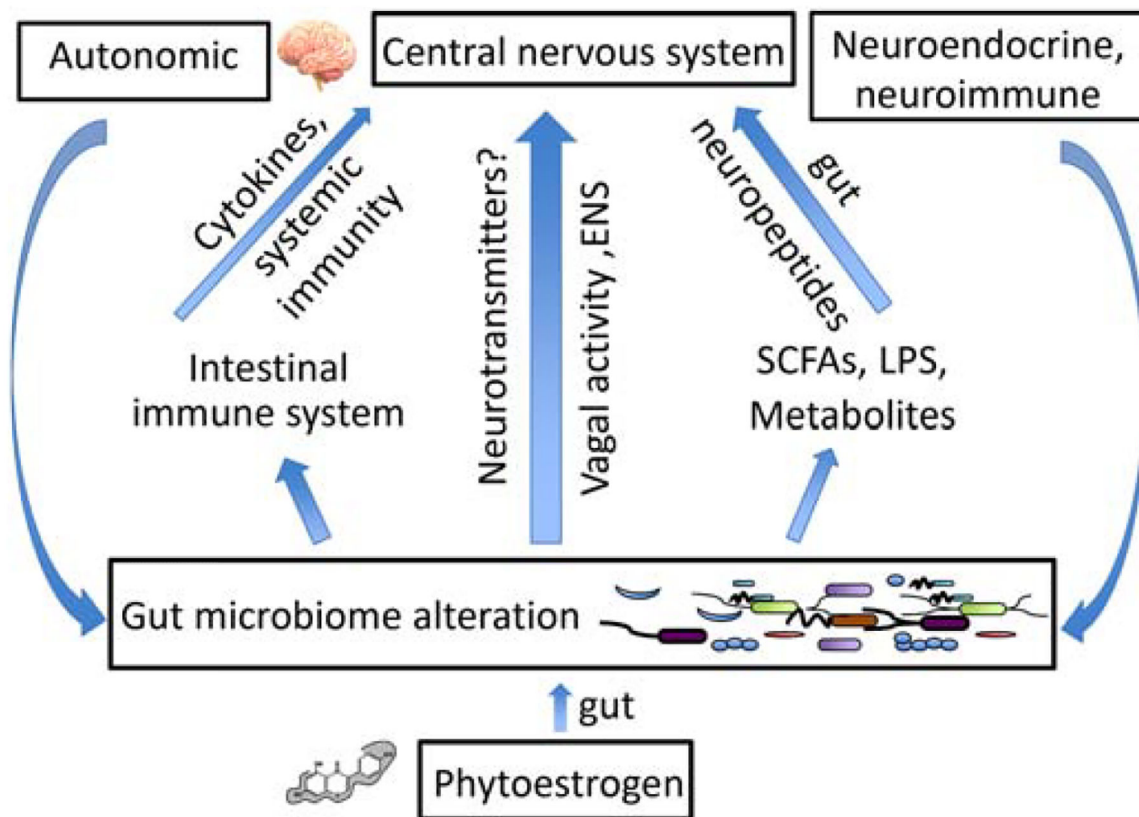 Autonomic
Central nervous system
Neuroendocrine,
neuroimmune
Cytokines,
systemic
immunity
Neurotransmitters?
Vagal activity ,ENS
gut
neuropeptides
Intestinal
immune system
SCFAs, LPS,
Metabolites
Gut microbiome alteration
gut
Phytoestrogen